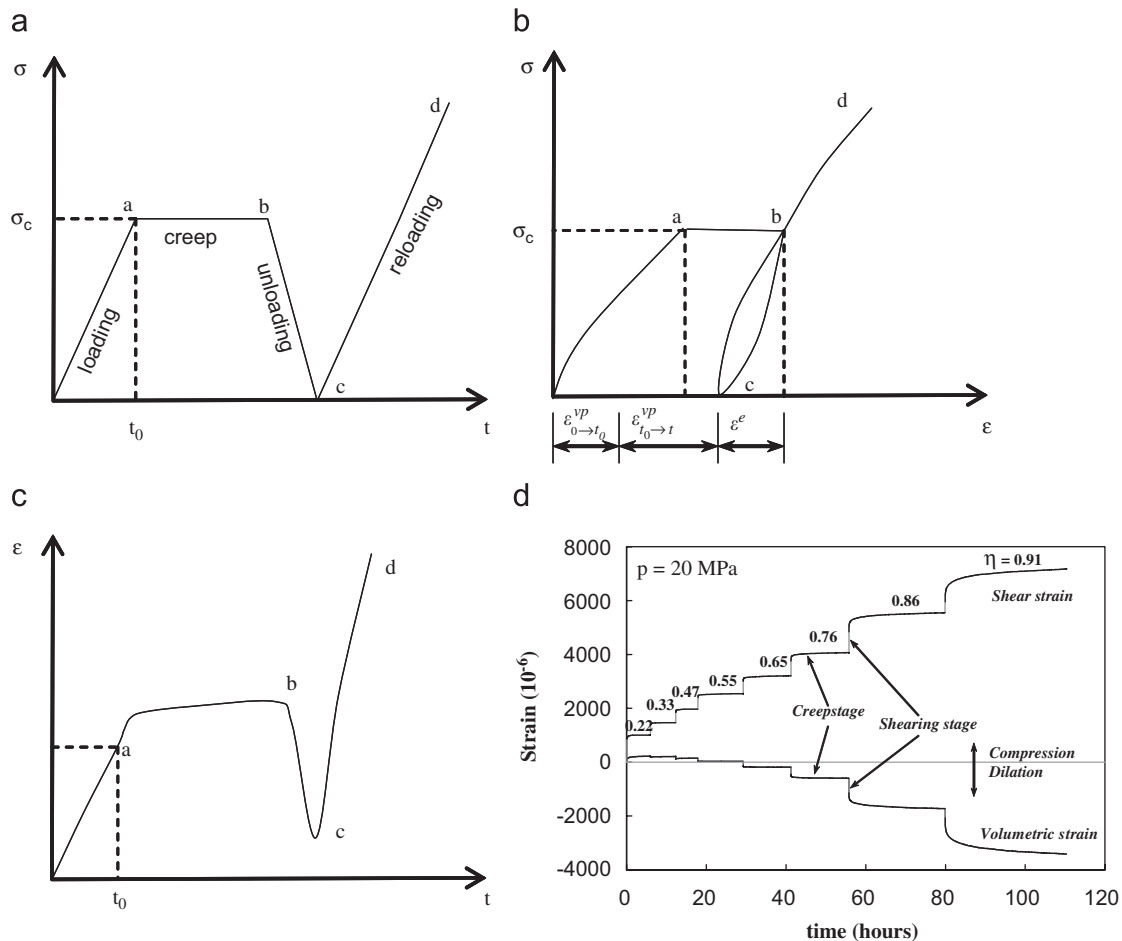 a
σ
σc
a
b
creep
loading
unloading
reloading
c
d
t0
t
b
σ
σc
a
b
c
d
ε^vp 0→t0
ε^vp t0→t
ε^e
ε
c
ε
a
b
c
d
t0
t
d
Strain (10^-6)
8000
6000
4000
2000
0
-2000
-4000
p = 20 MPa
η = 0.91
Shear strain
0.86
0.76
0.65
0.55
0.47
0.33
0.22
Creepstage
Shearing stage
Compression
Dilation
Volumetric strain
0
20
40
60
80
100
120
time (hours)